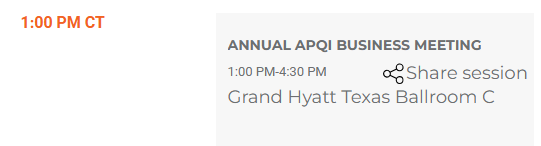 1:00 PM CT
ANNUAL APQI BUSINESS MEETING
1:00 PM-4:30 PM
Share session
Grand Hyatt Texas Ballroom C